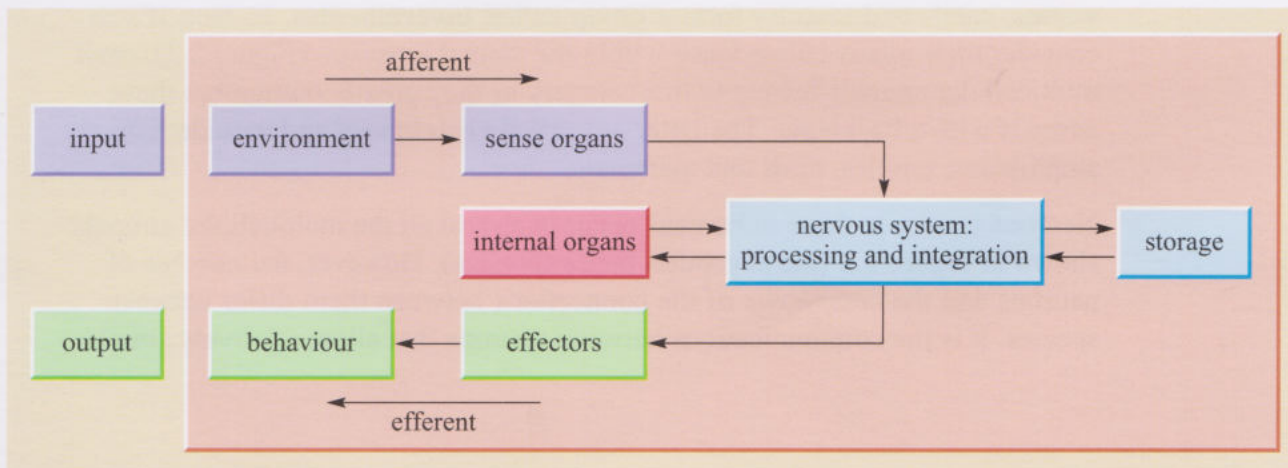 afferent
input
environment
sense organs
internal organs
nervous system:
processing and integration
storage
output
behaviour
effectors
efferent